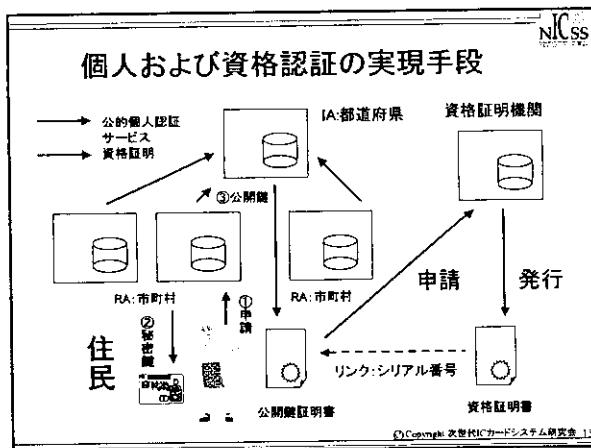 NICSS
個人および資格認証の実現手段
公的個人認証
サービス
資格証明
IA:都道府県
資格証明機関
③公開鍵
RA:市町村
RA:市町村
申請
発行
①申請
②秘密鍵
住民
リンク:シリアル番号
公開鍵証明書
資格証明書
(C)Copyright 次世代ICカードシステム研究会